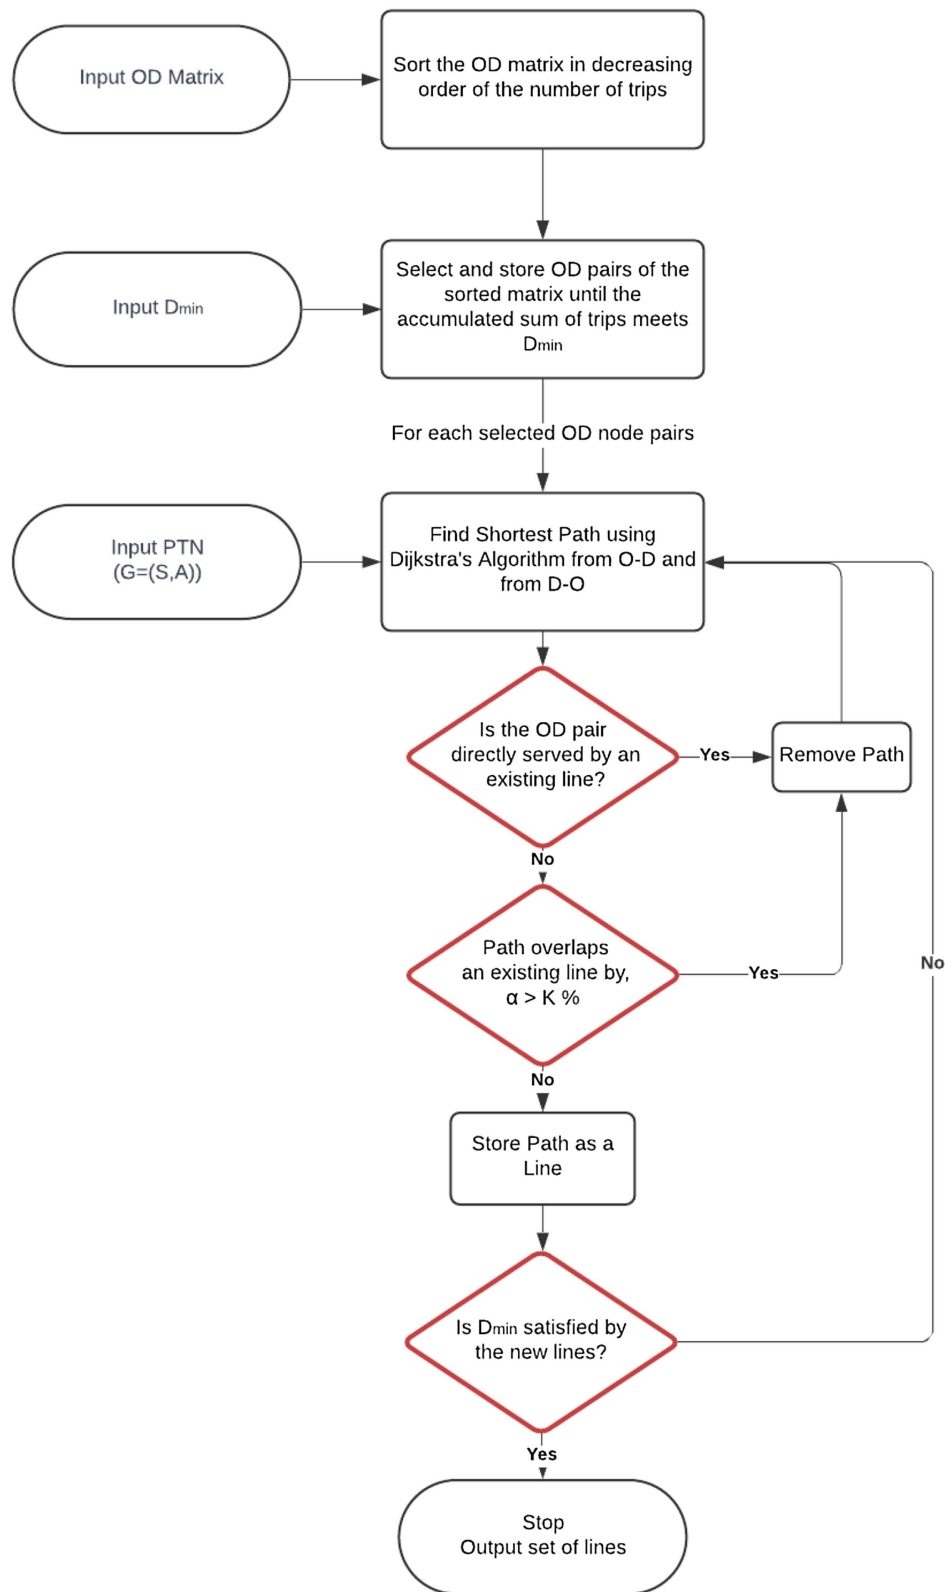 Input OD Matrix
Sort the OD matrix in decreasing
order of the number of trips
Input Dmin
Select and store OD pairs of the
sorted matrix until the
accumulated sum of trips meets
Dmin
For each selected OD node pairs
Input PTN
(G=(S,A))
Find Shortest Path using
Dijkstra's Algorithm from O-D and
from D-O
Is the OD pair
directly served by an
existing line?
Yes
Remove Path
No
Path overlaps
an existing line by,
α > K %
Yes
No
No
Store Path as a
Line
Is Dmin satisfied by
the new lines?
Yes
Stop
Output set of lines